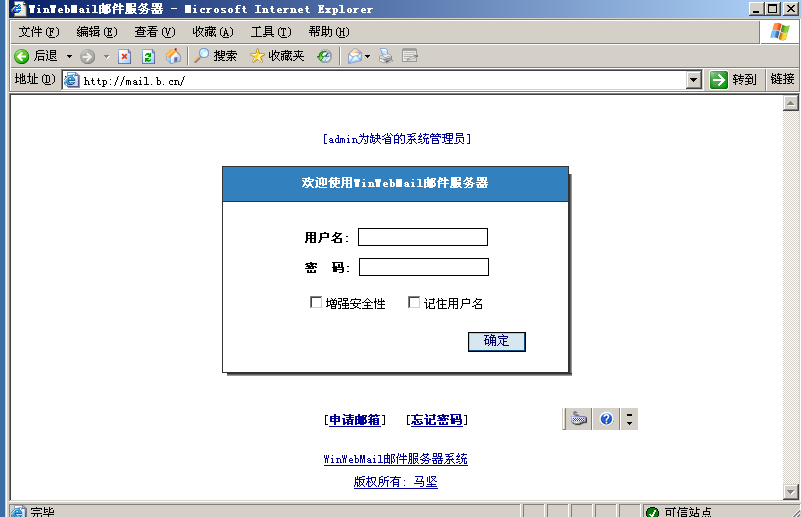 WinWebMail邮件服务器 - Microsoft Internet Explorer
文件(F) 编辑(E) 查看(V) 收藏(A) 工具(T) 帮助(H)
后退 搜索 收藏夹
地址(D) http://mail.b.cn/ 转到 链接
[admin为缺省的系统管理员]
欢迎使用WinWebMail邮件服务器
用户名:
密 码:
增强安全性 记住用户名
确定
[申请邮箱] [忘记密码]
WinWebMail邮件服务器系统
版权所有: 马坚
完毕 可信站点